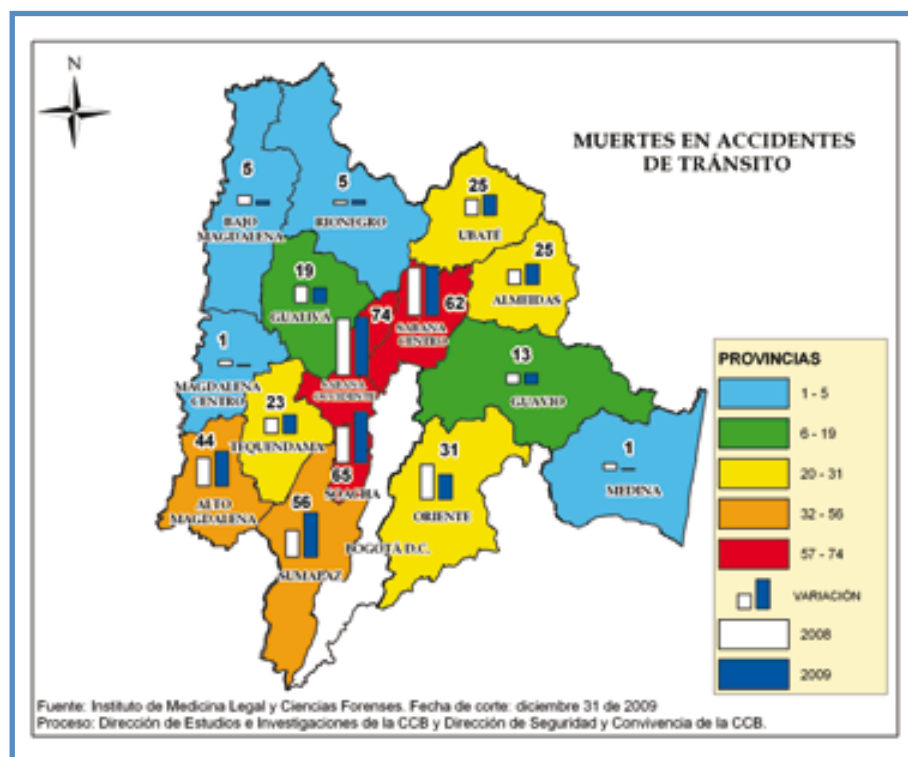 N
MUERTES EN ACCIDENTES
DE TRÁNSITO
5
BAJO
MAGDALENA
5
RIONEGRO
25
UBATÉ
25
ALMEIDAS
19
GUALIVÁ
74
SABANA
OCCIDENTE
62
SABANA
CENTRO
1
MAGDALENA
CENTRO
13
GUAVIO
23
TEQUENDAMA
44
ALTO
MAGDALENA
65
SOACHA
31
ORIENTE
1
MEDINA
56
SUMAPAZ
BOGOTÁ D.C.
PROVINCIAS
1 - 5
6 - 19
20 - 31
32 - 56
57 - 74
VARIACIÓN
2008
2009
Fuente: Instituto de Medicina Legal y Ciencias Forenses. Fecha de corte: diciembre 31 de 2009
Proceso: Dirección de Estudios e Investigaciones de la CCB y Dirección de Seguridad y Convivencia de la CCB.